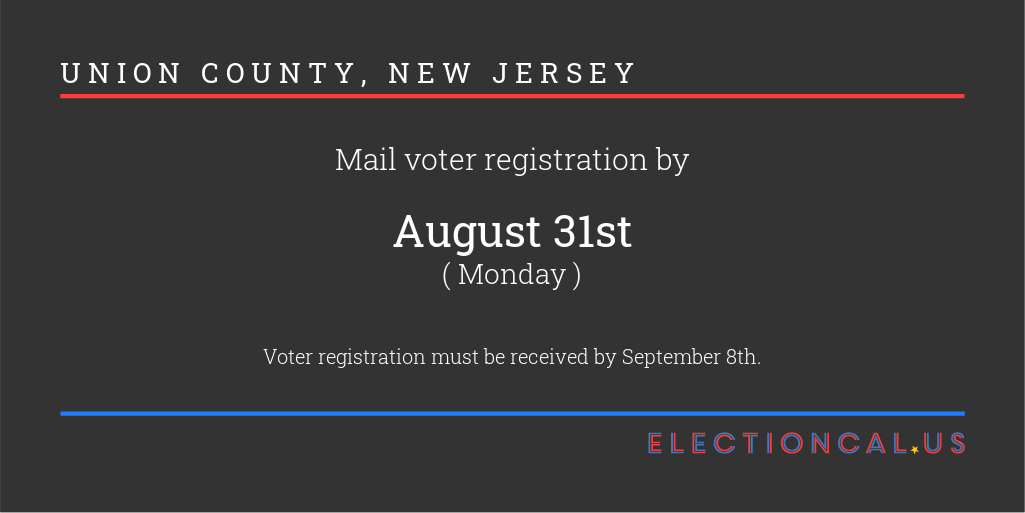 UNION COUNTY, NEW JERSEY
Mail voter registration by
August 31st
( Monday )
Voter registration must be received by September 8th.
ELECTIONCAL.US